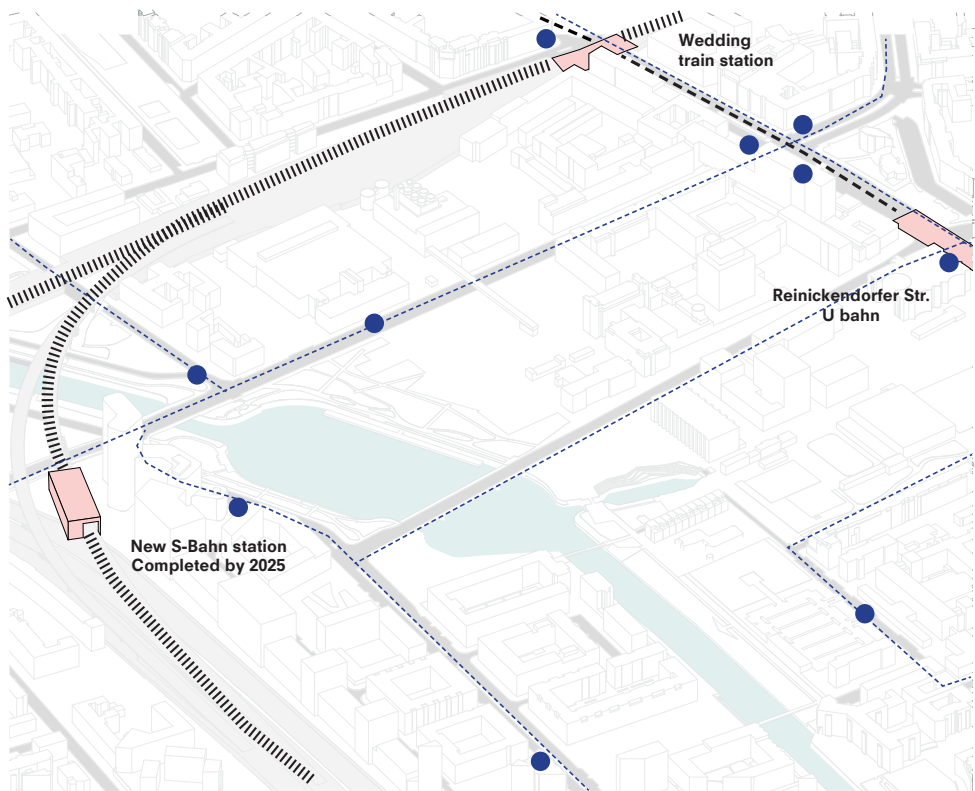 Wedding
train station
Reinickendorfer Str.
U bahn
New S-Bahn station
Completed by 2025